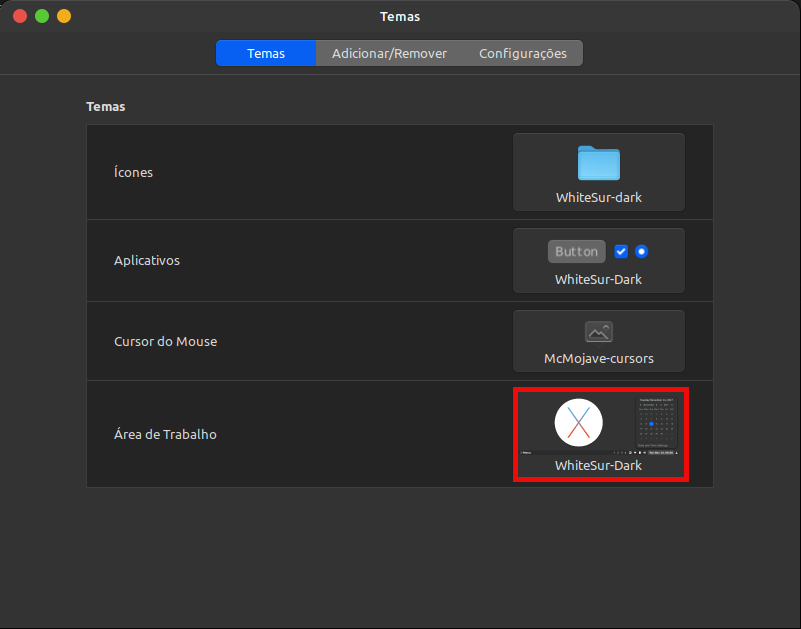 Temas
Temas Adicionar/Remover Configurações
Temas
Ícones
WhiteSur-dark
Aplicativos
Button
WhiteSur-Dark
Cursor do Mouse
McMojave-cursors
Área de Trabalho
WhiteSur-Dark